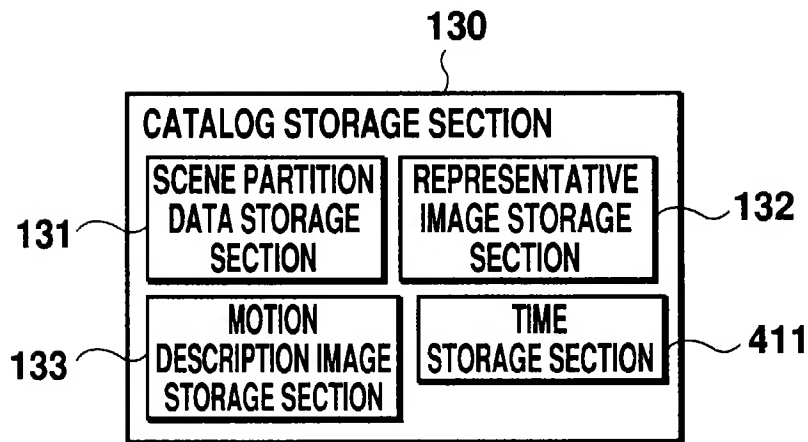 130
CATALOG STORAGE SECTION
SCENE PARTITION
DATA STORAGE
SECTION
131
REPRESENTATIVE
IMAGE STORAGE
SECTION
132
MOTION
DESCRIPTION IMAGE
STORAGE SECTION
133
TIME
STORAGE SECTION
411